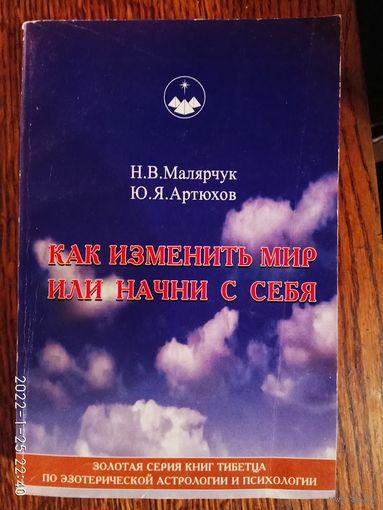 Н.В.Малярчук
Ю.Я.Артюхов
КАК ИЗМЕНИТЬ МИР
ИЛИ НАЧНИ С СЕБЯ
ЗОЛОТАЯ СЕРИЯ КНИГ ТИБЕТЦА
ПО ЭЗОТЕРИЧЕСКОЙ АСТРОЛОГИИ И ПСИХОЛОГИИ
2022-1-25-22:40